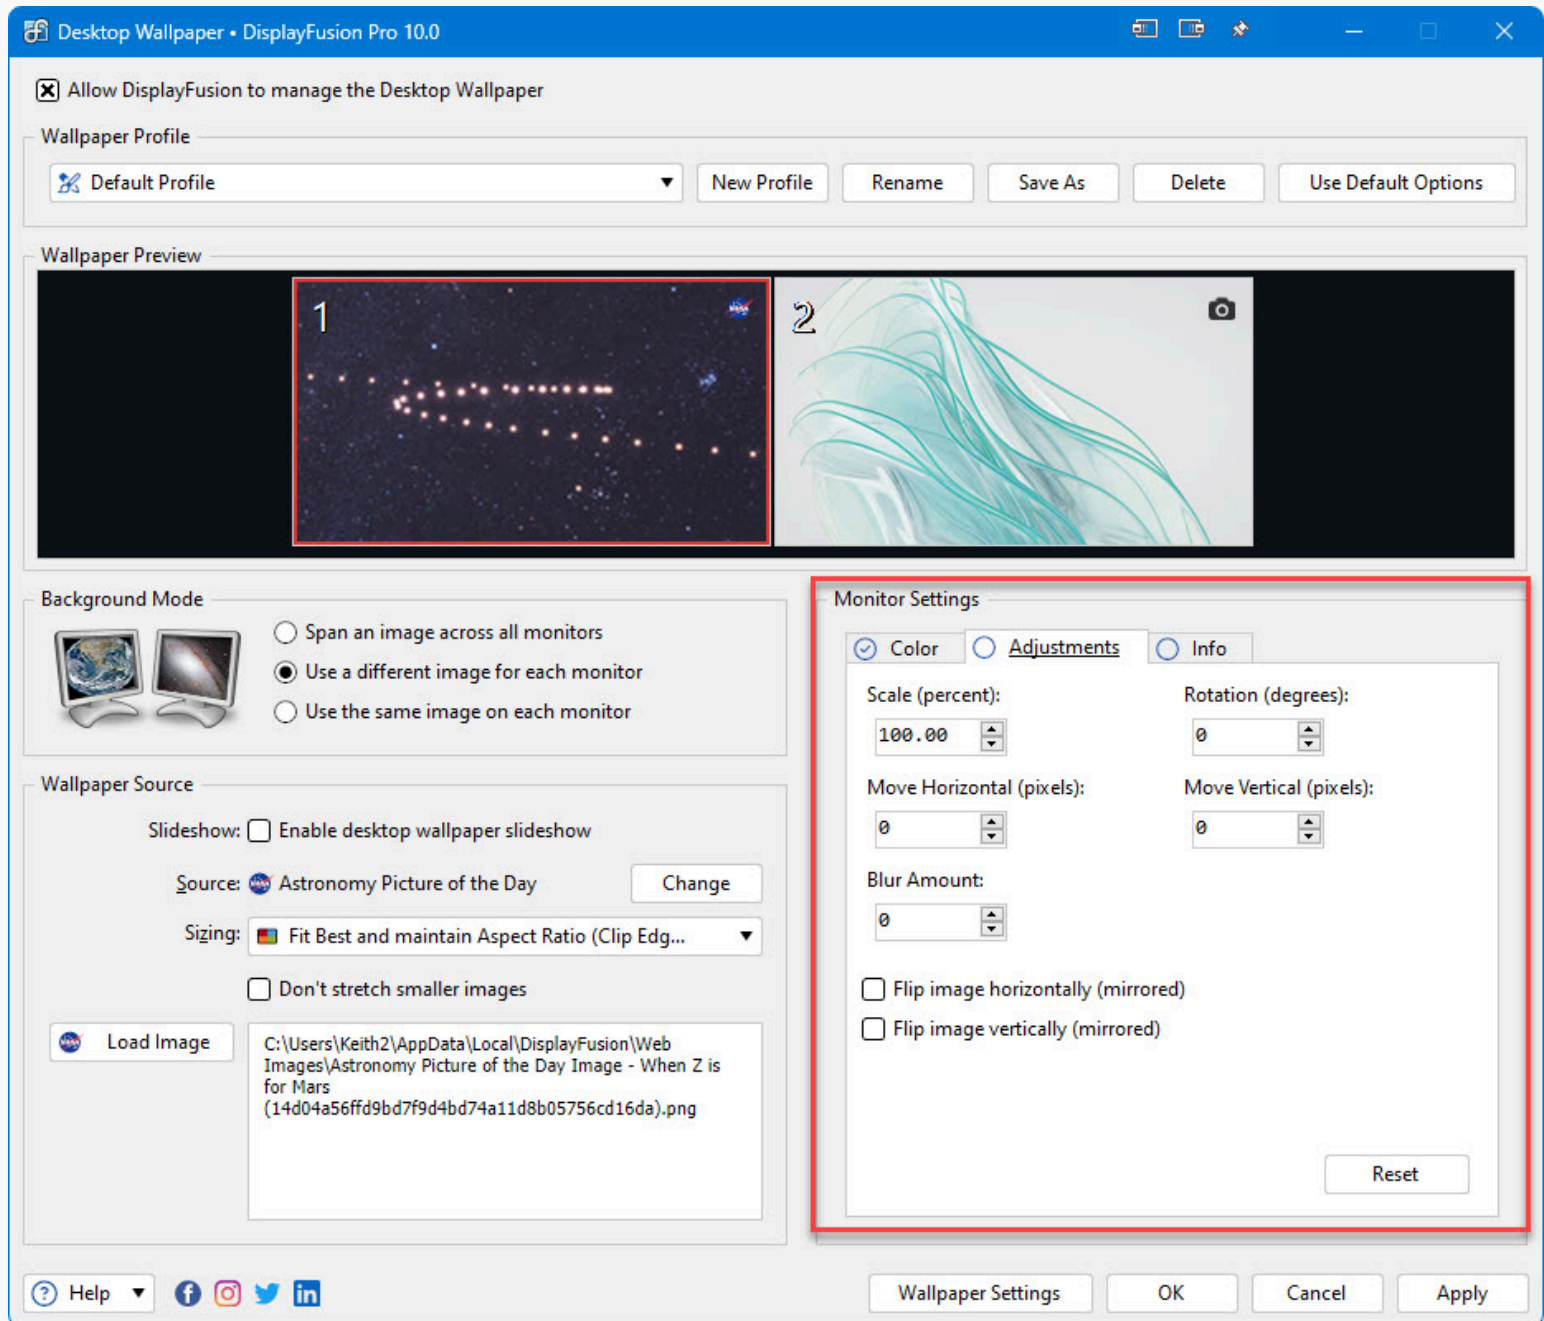 Desktop Wallpaper • DisplayFusion Pro 10.0
Allow DisplayFusion to manage the Desktop Wallpaper
Wallpaper Profile
Default Profile
New Profile
Rename
Save As
Delete
Use Default Options
Wallpaper Preview
1
NASA
2
Background Mode
Span an image across all monitors
Use a different image for each monitor
Use the same image on each monitor
Wallpaper Source
Slideshow: Enable desktop wallpaper slideshow
Source: Astronomy Picture of the Day
Change
Sizing: Fit Best and maintain Aspect Ratio (Clip Edg...
Don't stretch smaller images
Load Image
C:\Users\Keith2\AppData\Local\DisplayFusion\Web
Images\Astronomy Picture of the Day Image - When Z is
for Mars
(14d04a56ffd9bd7f9d4bd74a11d8b05756cd16da).png
Monitor Settings
Color
Adjustments
Info
Scale (percent):
Rotation (degrees):
100.00
0
Move Horizontal (pixels):
Move Vertical (pixels):
0
0
Blur Amount:
0
Flip image horizontally (mirrored)
Flip image vertically (mirrored)
Reset
Help
Wallpaper Settings
OK
Cancel
Apply